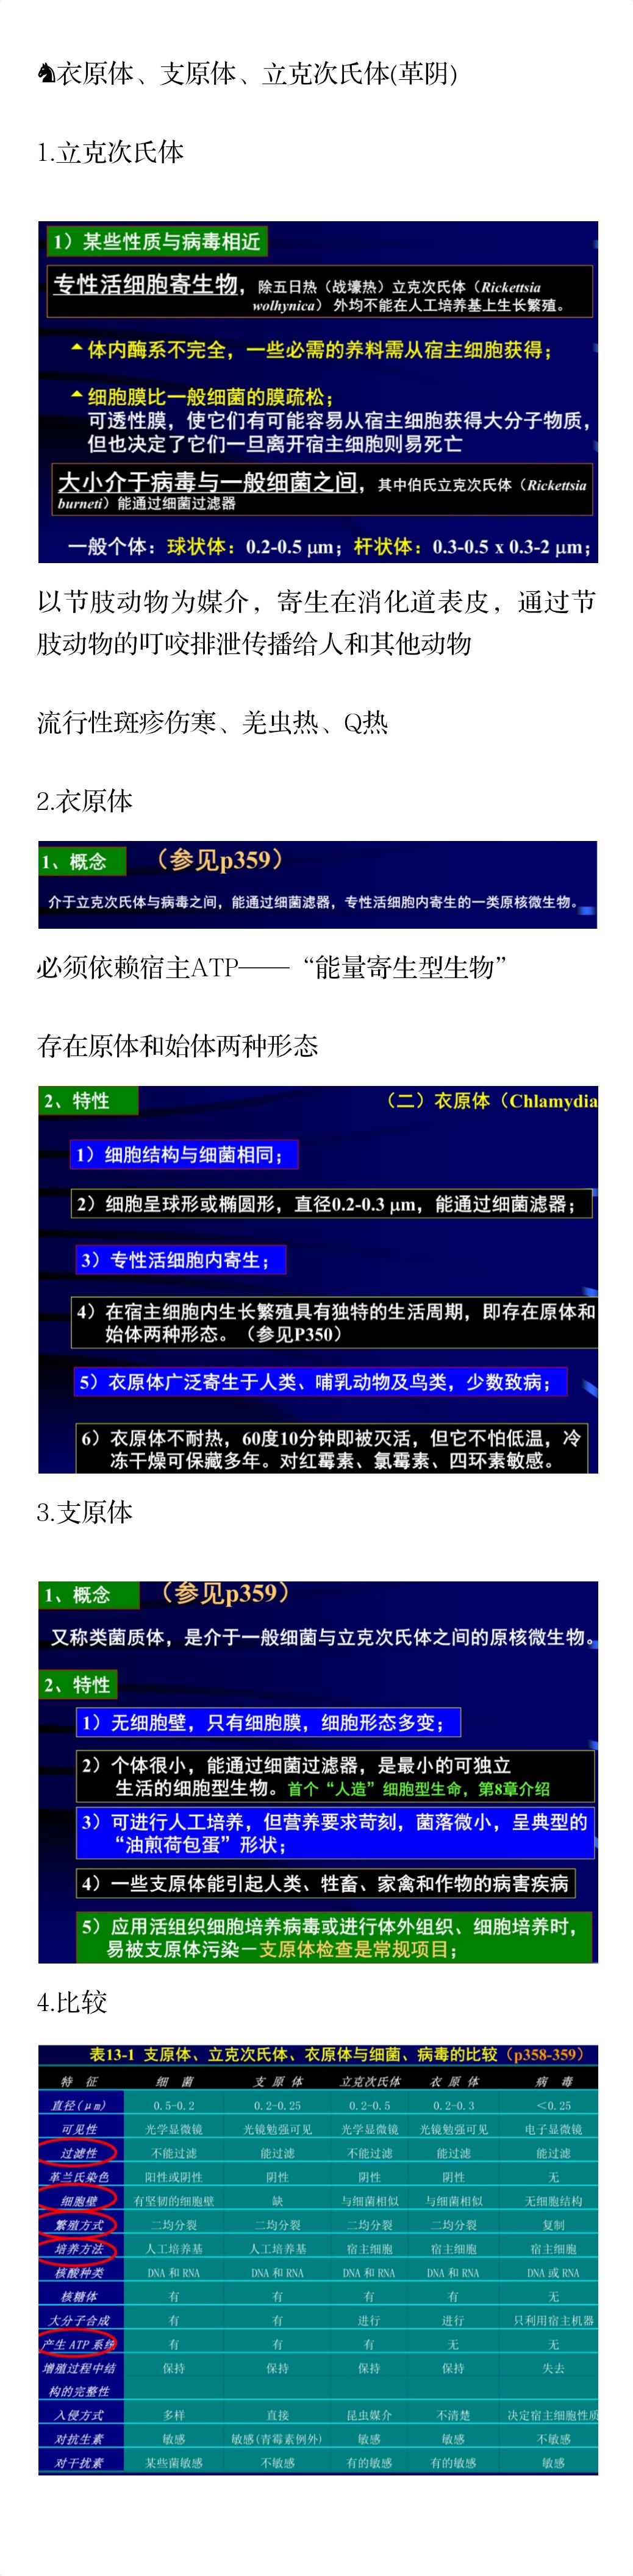 ♞衣原体、支原体、立克次氏体(革阴)
1.立克次氏体
1）某些性质与病毒相近
专性活细胞寄生物，除五日热（战壕热）立克次氏体（Rickettsia
wolhynica）外均不能在人工培养基上生长繁殖。
体内酶系不完全，一些必需的养料需从宿主细胞获得；
细胞膜比一般细菌的膜疏松；
可透性膜，使它们有可能容易从宿主细胞获得大分子物质，
但也决定了它们一旦离开宿主细胞则易死亡
大小介于病毒与一般细菌之间，其中伯氏立克次氏体（Rickettsia
burneti）能通过细菌过滤器
一般个体：球状体：0.2-0.5 μm；杆状体：0.3-0.5 x 0.3-2 μm；
以节肢动物为媒介，寄生在消化道表皮，通过节
肢动物的叮咬排泄传播给人和其他动物
流行性斑疹伤寒、羌虫热、Q热
2.衣原体
1、概念 （参见p359）
介于立克次氏体与病毒之间，能通过细菌滤器，专性活细胞内寄生的一类原核微生物。
必须依赖宿主ATP——“能量寄生型生物”
存在原体和始体两种形态
2、特性 （二）衣原体（Chlamydia
1）细胞结构与细菌相同；
2）细胞呈球形或椭圆形，直径0.2-0.3 μm，能通过细菌滤器；
3）专性活细胞内寄生；
4）在宿主细胞内生长繁殖具有独特的生活周期，即存在原体和
始体两种形态。（参见P350）
5）衣原体广泛寄生于人类、哺乳动物及鸟类，少数致病；
6）衣原体不耐热，60度10分钟即被灭活，但它不怕低温，冷
冻干燥可保藏多年。对红霉素、氯霉素、四环素敏感。
3.支原体
1、概念 （参见p359）
又称类菌质体，是介于一般细菌与立克次氏体之间的原核微生物。
2、特性
1）无细胞壁，只有细胞膜，细胞形态多变；
2）个体很小，能通过细菌过滤器，是最小的可独立
生活的细胞型生物。首个“人造”细胞型生命，第8章介绍
3）可进行人工培养，但营养要求苛刻，菌落微小，呈典型的
“油煎荷包蛋”形状；
4）一些支原体能引起人类、牲畜、家禽和作物的病害疾病
5）应用活组织细胞培养病毒或进行体外组织、细胞培养时，
易被支原体污染－支原体检查是常规项目；
4.比较
表13-1 支原体、立克次氏体、衣原体与细菌、病毒的比较（p358-359）
特 征 细 菌 支 原 体 立克次氏体 衣 原 体 病 毒
直径(μm) 0.5-0.2 0.2-0.25 0.2-0.5 0.2-0.3 ＜0.25
可见性 光学显微镜 光镜勉强可见 光学显微镜 光镜勉强可见 电子显微镜
过滤性 不能过滤 能过滤 不能过滤 能过滤 能过滤
革兰氏染色 阳性或阴性 阴性 阴性 阴性 无
细胞壁 有坚韧的细胞壁 缺 与细菌相似 与细菌相似 无细胞结构
繁殖方式 二均分裂 二均分裂 二均分裂 二均分裂 复制
培养方法 人工培养基 人工培养基 宿主细胞 宿主细胞 宿主细胞
核酸种类 DNA 和 RNA DNA 和 RNA DNA 和 RNA DNA 和 RNA DNA 或 RNA
核糖体 有 有 有 有 无
大分子合成 有 有 进行 进行 只利用宿主机器
产生 ATP 系统 有 有 有 无 无
增殖过程中结 保持 保持 保持 保持 失去
构的完整性
入侵方式 多样 直接 昆虫媒介 不清楚 决定宿主细胞性质
对抗生素 敏感 敏感(青霉素例外) 敏感 敏感 不敏感
对干扰素 某些菌敏感 不敏感 有的敏感 有的敏感 敏感